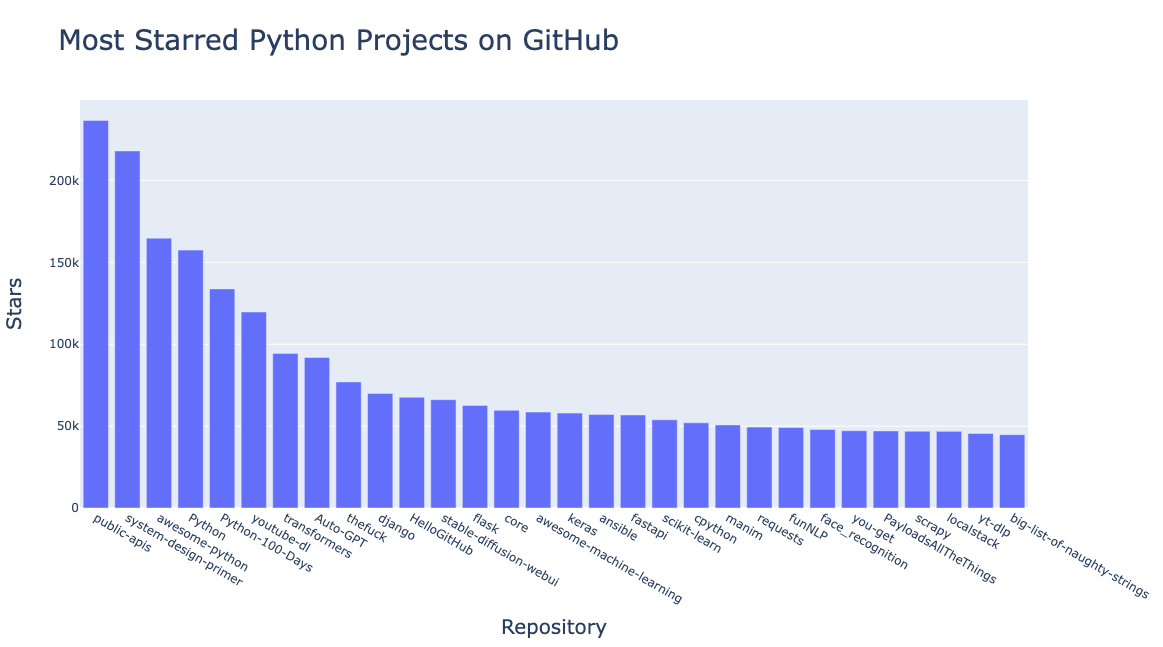 Most Starred Python Projects on GitHub
Stars
200k
150k
100k
50k
0
public-apis
system-design-primer
awesome-python
Python
Python-100-Days
youtube-dl
transformers
Auto-GPT
thefuck
django
HelloGitHub
stable-diffusion-webui
flask
core
awesome-machine-learning
keras
ansible
fastapi
scikit-learn
cpython
manim
requests
funNLP
face_recognition
you-get
PayloadsAllTheThings
scrapy
localstack
yt-dlp
big-list-of-naughty-strings
Repository